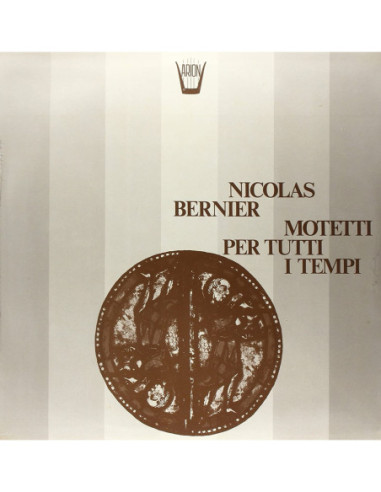 ARION
NICOLAS
BERNIER
MOTETTI
PER TUTTI
I TEMPI